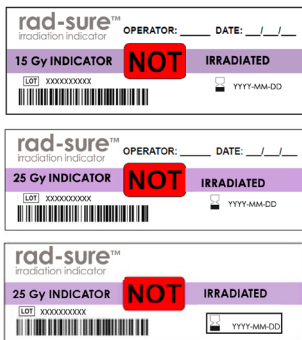 rad-sure™
irradiation indicator
OPERATOR: _____ DATE: __/__/__
15 Gy INDICATOR NOT IRRADIATED
LOT XXXXXXXXXX
YYYY-MM-DD
rad-sure™
irradiation indicator
OPERATOR: _____ DATE: __/__/__
25 Gy INDICATOR NOT IRRADIATED
LOT XXXXXXXXXX
YYYY-MM-DD
rad-sure™
irradiation indicator
25 Gy INDICATOR NOT IRRADIATED
LOT XXXXXXXXXX
YYYY-MM-DD